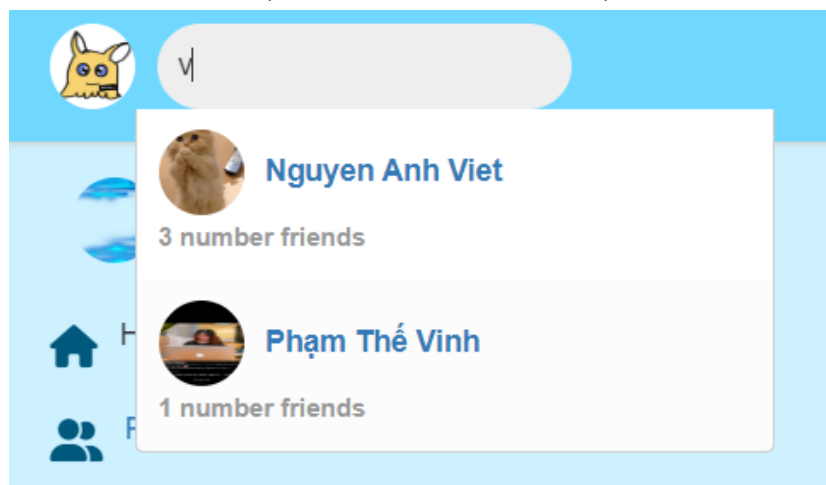 v
Nguyen Anh Viet
3 number friends
Phạm Thế Vinh
1 number friends